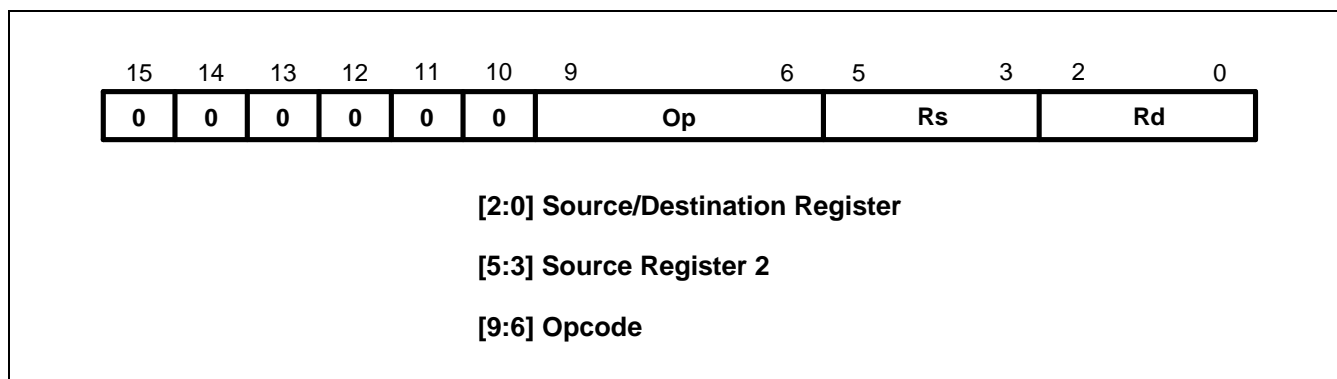 15 14 13 12 11 10 9 6 5 3 2 0
0 0 0 0 0 0 Op Rs Rd
[2:0] Source/Destination Register
[5:3] Source Register 2
[9:6] Opcode